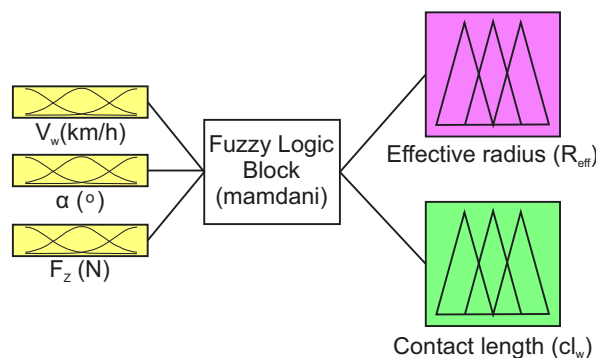 V_w(km/h)
α (°)
F_z (N)
Fuzzy Logic
Block
(mamdani)
Effective radius (R_eff)
Contact length (cl_w)